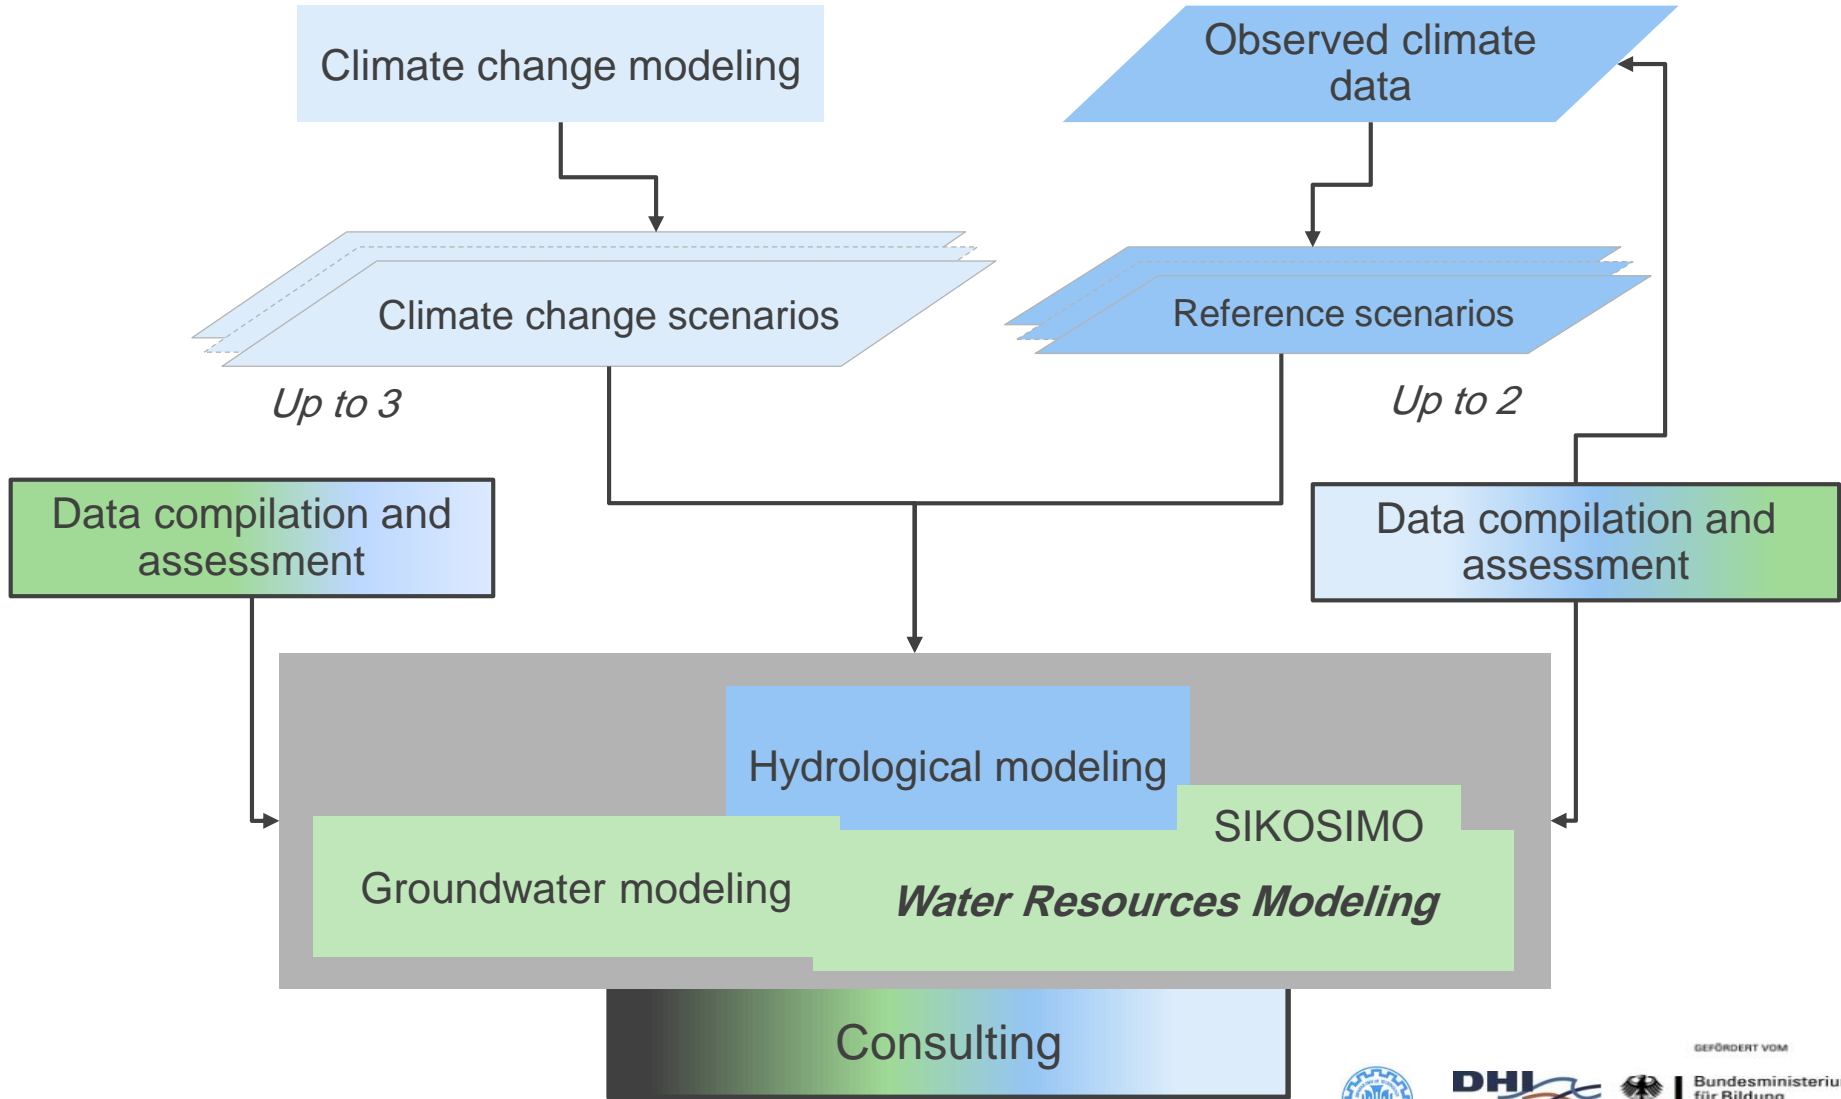 Climate change modeling
Observed climate
data
Climate change scenarios
Reference scenarios
Up to 3
Up to 2
Data compilation and
assessment
Data compilation and
assessment
Hydrological modeling
SIKOSIMO
Groundwater modeling
Water Resources Modeling
Consulting
GEFÖRDERT VOM
DHI
Bundesministerium
für Bildung